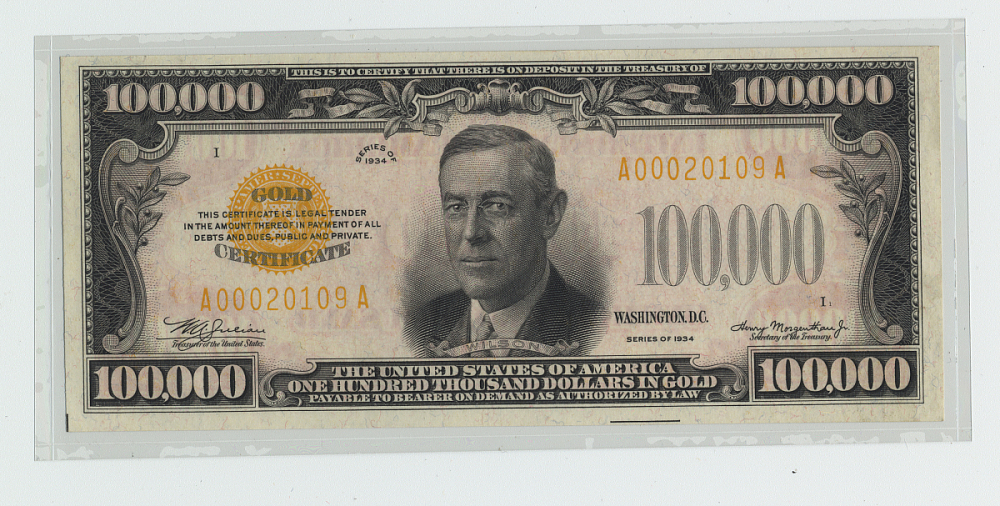 THIS IS TO CERTIFY THAT THERE IS ON DEPOSIT IN THE TREASURY OF
100,000
100,000
I
SERIES OF
1934
A00020109A
GOLD
THIS CERTIFICATE IS LEGAL TENDER
IN THE AMOUNT THEREOF IN PAYMENT OF ALL
DEBTS AND DUES, PUBLIC AND PRIVATE.
CERTIFICATE
100,000
A00020109A
I1
WASHINGTON, D.C.
W A Julian
Treasurer of the United States.
SERIES OF 1934
Henry Morgenthau Jr.
Secretary of the Treasury.
WILSON
THE UNITED STATES OF AMERICA
100,000
ONE HUNDRED THOUSAND DOLLARS IN GOLD
100,000
PAYABLE TO BEARER ON DEMAND AS AUTHORIZED BY LAW